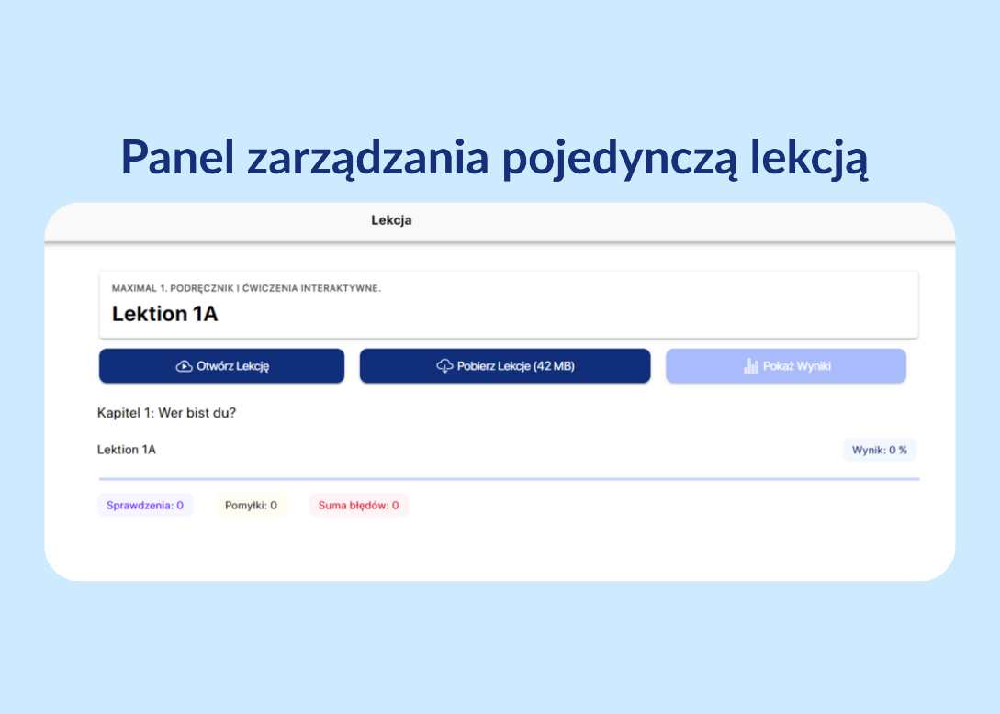 Panel zarządzania pojedynczą lekcją
Lekcja
MAXIMAL 1. PODRĘCZNIK I ĆWICZENIA INTERAKTYWNE.
Lektion 1A
Otwórz Lekcję
Pobierz Lekcje (42 MB)
Pokaż Wyniki
Kapitel 1: Wer bist du?
Lektion 1A
Wynik: 0 %
Sprawdzenia: 0
Pomyłki: 0
Suma błędów: 0